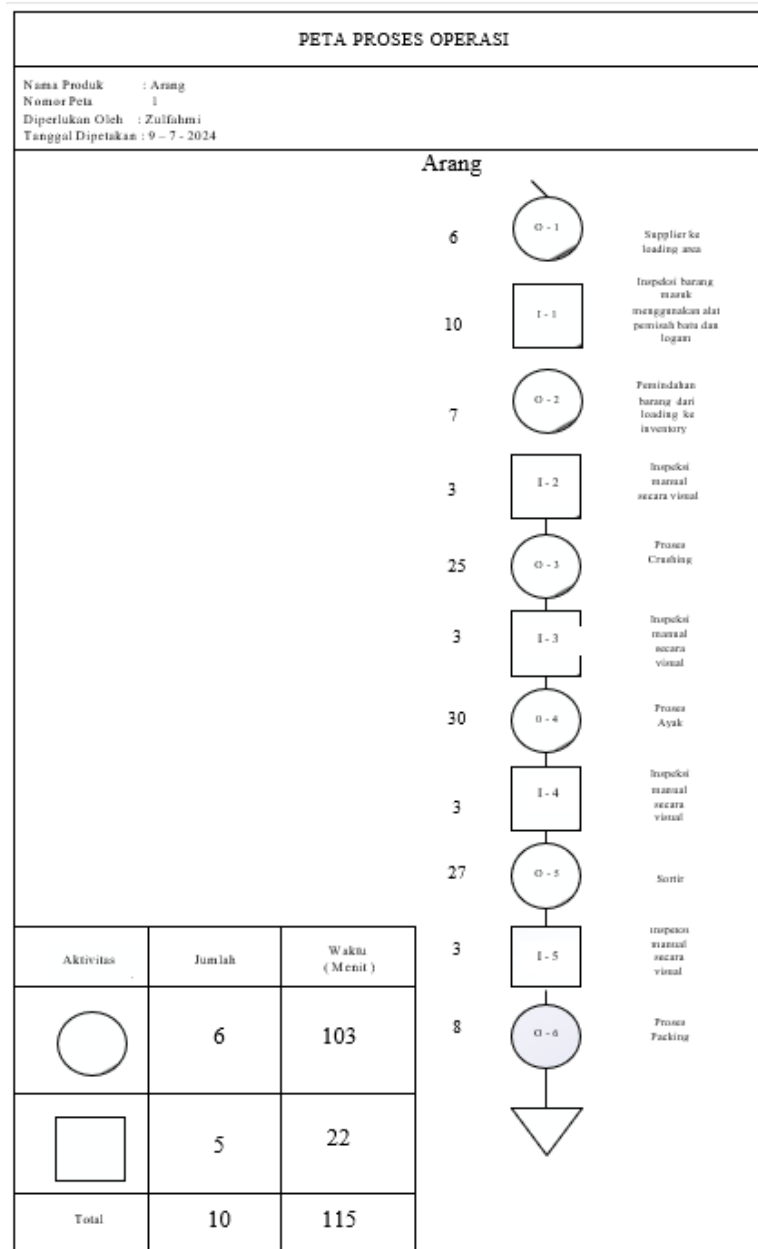 PETA PROSES OPERASI
Nama Produk : Arang
Nomor Peta 1
Diperlukan Oleh : Zulfahmi
Tanggal Dipetakan : 9 – 7 - 2024
Arang
6
O - 1
Supplier ke
loading area
10
I - 1
Inspeksi barang
masuk
menggunakan alat
pemisah batu dan
logam
7
O - 2
Pemindahan
barang dari
loading ke
inventory
3
I - 2
Inspeksi
manual
secara visual
25
O - 3
Proses
Crushing
3
I - 3
Inspeksi
manual
secara
visual
30
0 - 4
Proses
Ayak
3
I - 4
Inspeksi
manual
secara
visual
27
O - 5
Sortir
3
I - 5
Inspeksi
manual
secara
visual
8
O - 6
Proses
Packing
Aktivitas Jumlah Waktu
( Menit )
6 103
5 22
Total 10 115